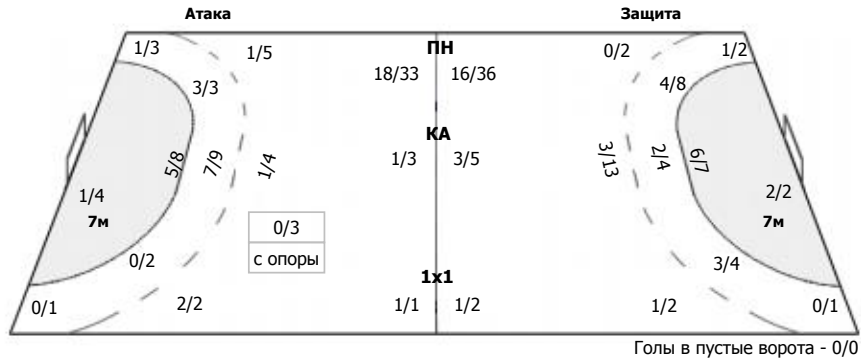 Атака Защита
1/3 1/5 ПН 0/2 1/2
18/33 16/36
3/3 4/8
КА
5/8 7/9 1/4 1/3 3/5 3/13 2/4 6/7
1/4 2/2
7м 7м
0/3
с опоры
0/2 3/4
1x1
0/1 2/2 1/1 1/2 1/2 0/1
Голы в пустые ворота - 0/0